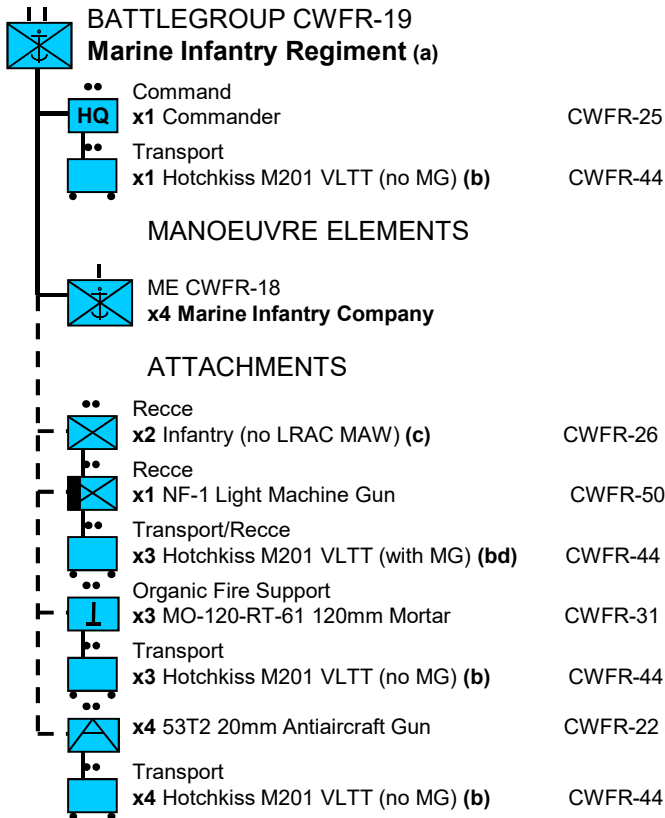 BATTLEGROUP CWFR-19
Marine Infantry Regiment (a)
Command
HQ x1 Commander CWFR-25
Transport
x1 Hotchkiss M201 VLTT (no MG) (b) CWFR-44
MANOEUVRE ELEMENTS
ME CWFR-18
x4 Marine Infantry Company
ATTACHMENTS
Recce
x2 Infantry (no LRAC MAW) (c) CWFR-26
Recce
x1 NF-1 Light Machine Gun CWFR-50
Transport/Recce
x3 Hotchkiss M201 VLTT (with MG) (bd) CWFR-44
Organic Fire Support
x3 MO-120-RT-61 120mm Mortar CWFR-31
Transport
x3 Hotchkiss M201 VLTT (no MG) (b) CWFR-44
x4 53T2 20mm Antiaircraft Gun CWFR-22
Transport
x4 Hotchkiss M201 VLTT (no MG) (b) CWFR-44